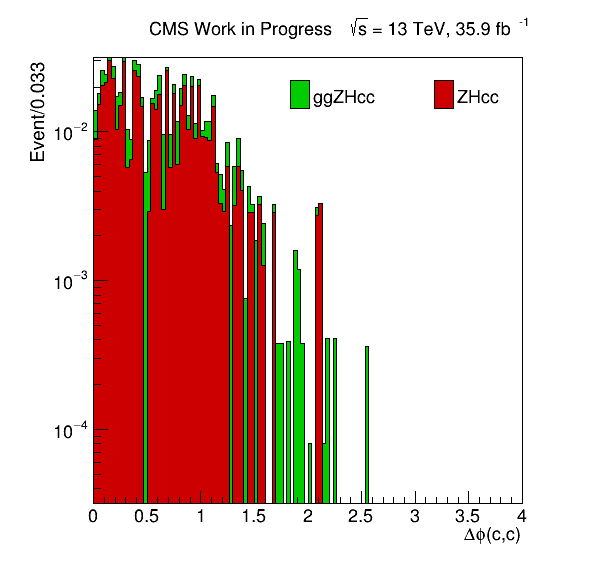 CMS Work in Progress √s = 13 TeV, 35.9 fb⁻¹
Event/0.033
ggZHcc ZHcc
10⁻²
10⁻³
10⁻⁴
0 0.5 1 1.5 2 2.5 3 3.5 4
Δϕ(c,c)